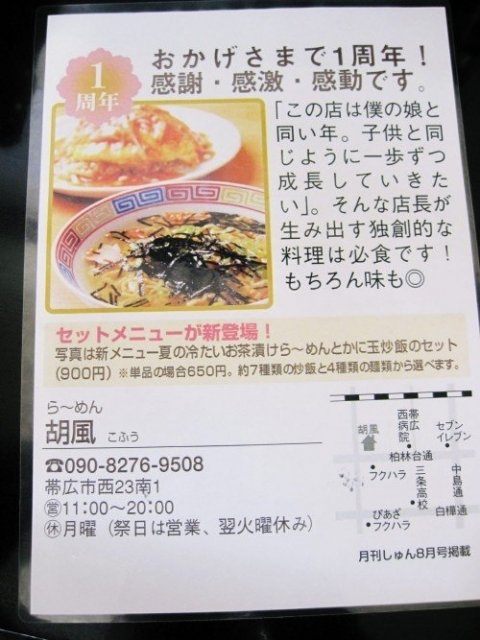 1
周年
おかげさまで1周年！
感謝・感激・感動です。
「この店は僕の娘と
同い年。子供と同
じように一歩ずつ
成長していきた
い」。そんな店長が
生み出す独創的な
料理は必食です！
もちろん味も◎
セットメニューが新登場！
写真は新メニュー夏の冷たいお茶漬けら〜めんとかに玉炒飯のセット
（900円）※単品の場合650円。約7種類の炒飯と4種類の麺類から選べます。
ら〜めん
胡風 こふう
☎090-8276-9508
帯広市西23南1
営11:00〜20:00
休月曜（祭日は営業、翌火曜休み）
胡風
西帯
病広
院
セブン
イレブン
柏林台通
フクハラ
三条高校
中島通
ぴあざ
フクハラ
白樺通
月刊しゅん8月号掲載